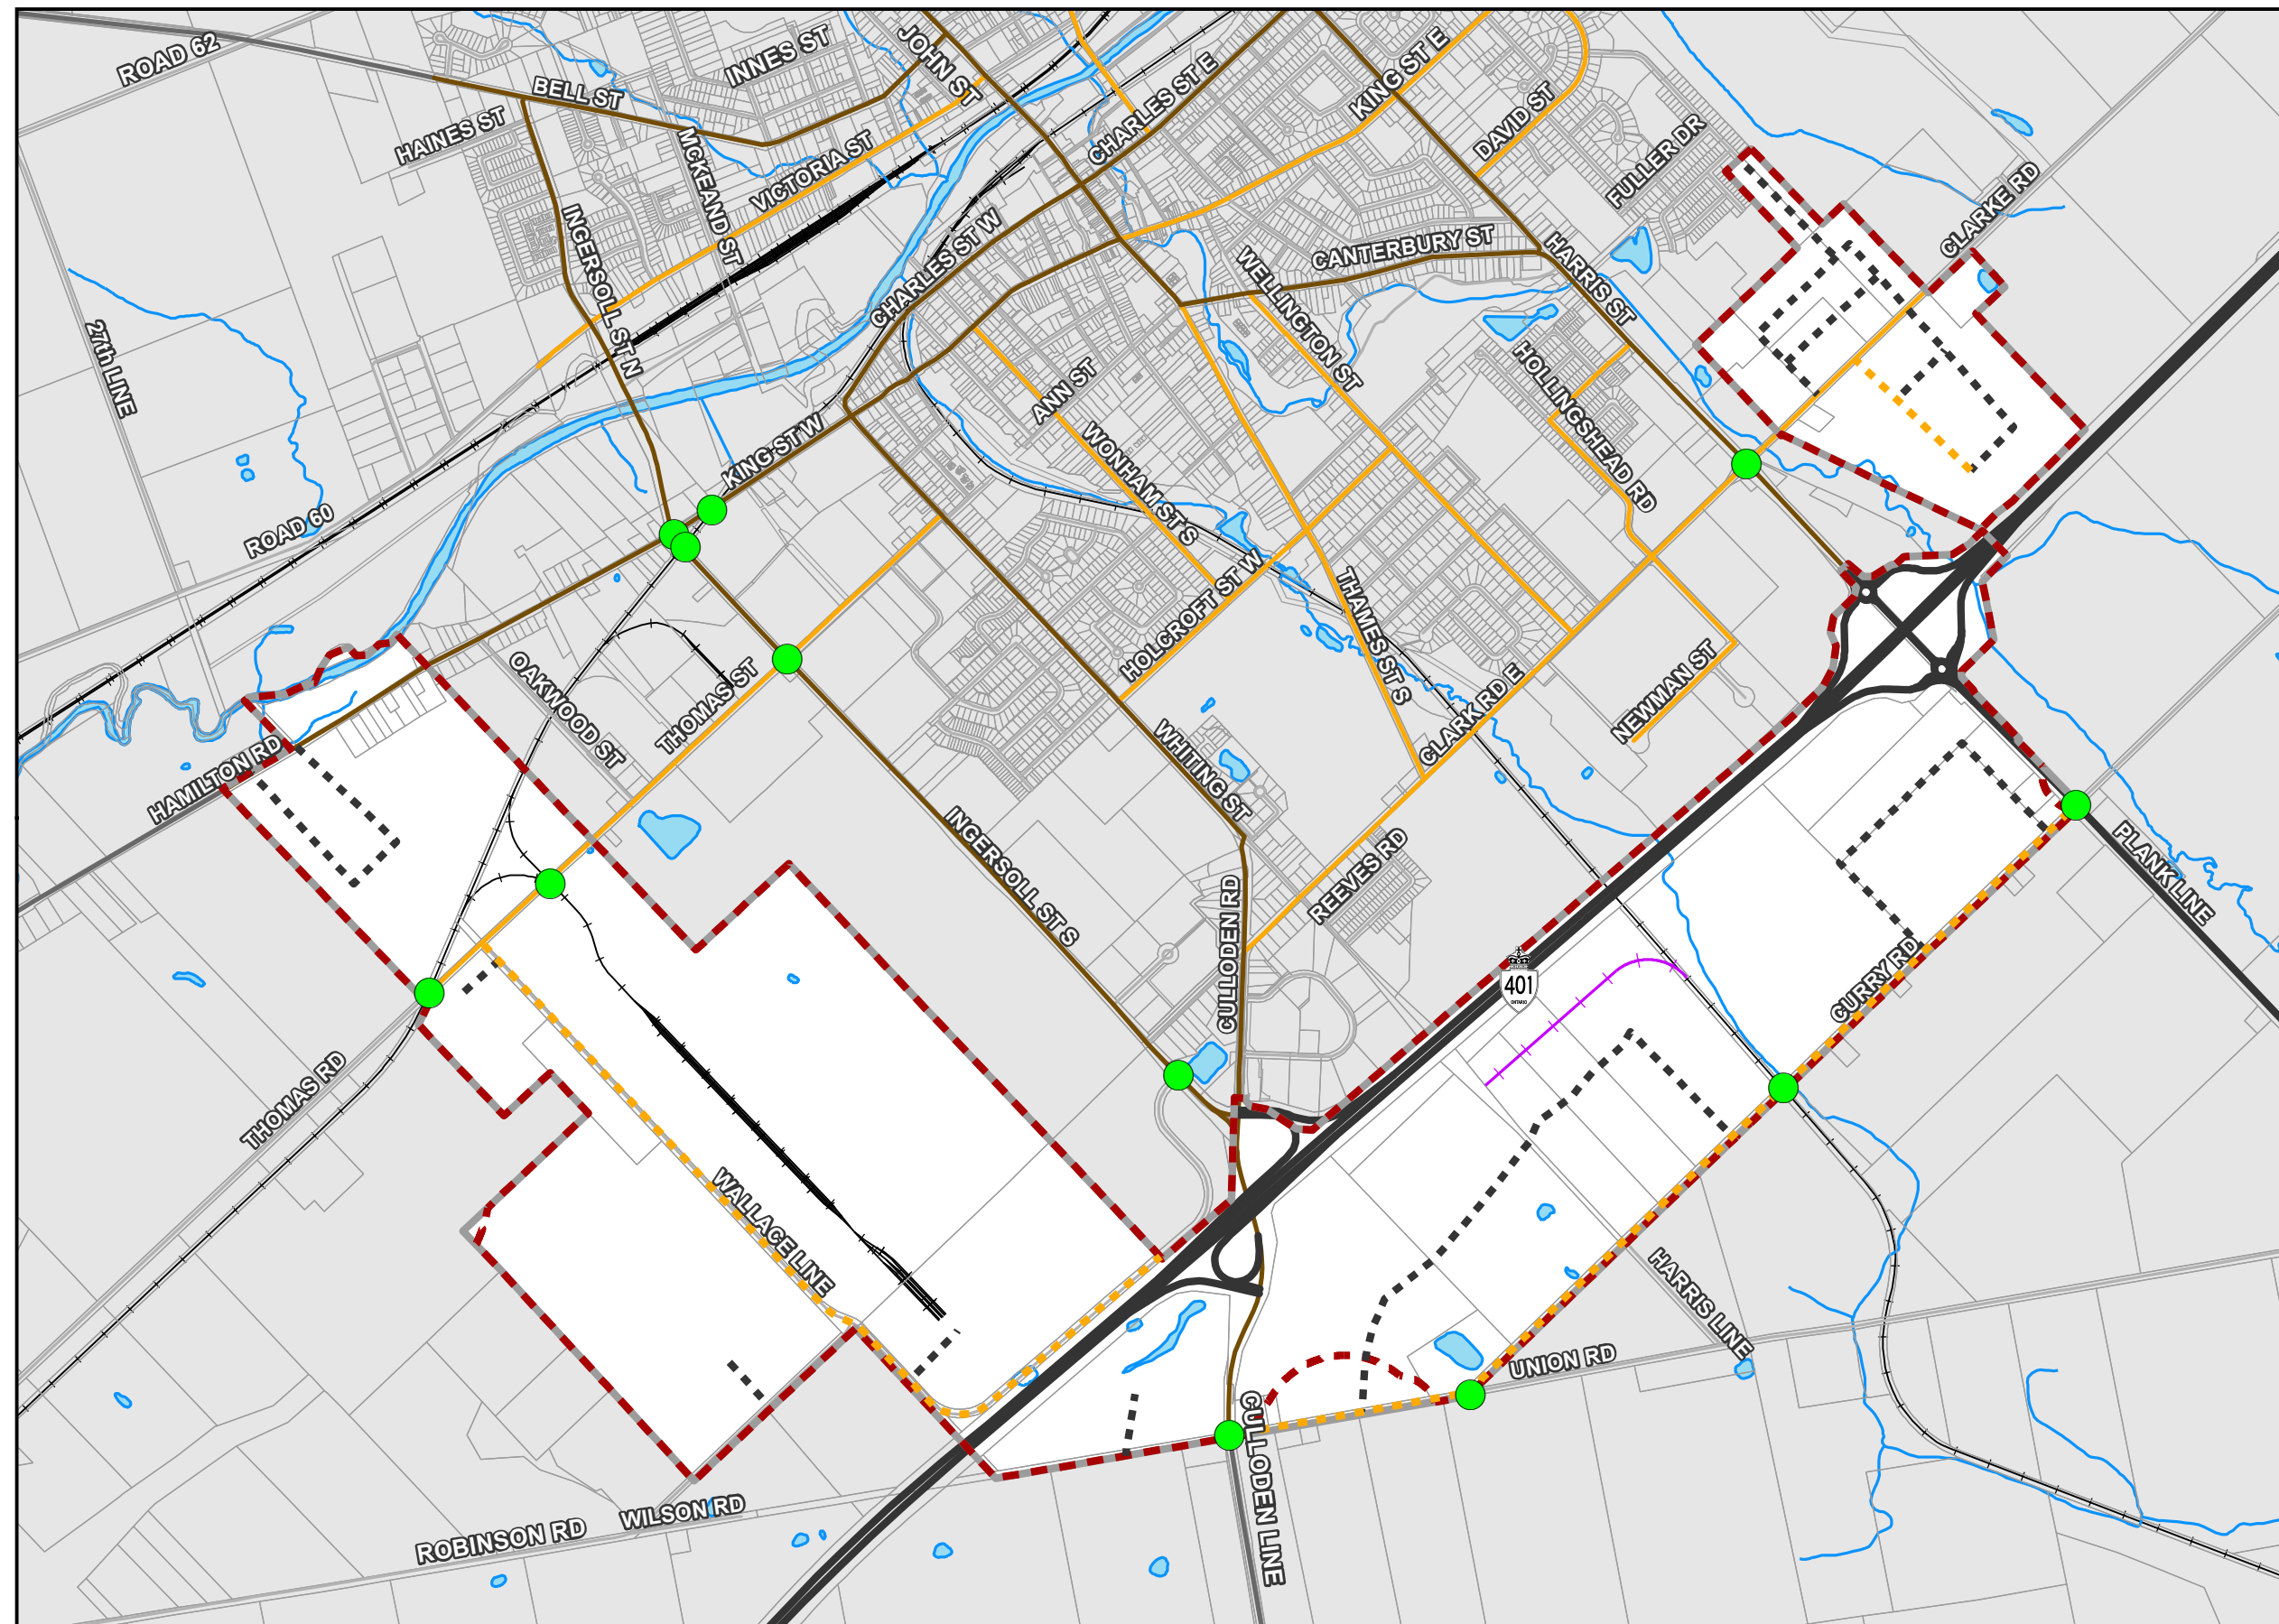 ROAD 62
INNES ST
JOHN ST
BELL ST
KING ST E
CHARLES ST E
DAVID ST
HAINES ST
MCKEAND ST
VICTORIA ST
FULLER DR
CLARKE RD
INGERSOLL ST N
CHARLES ST W
CANTERBURY ST
WELLINGTON ST
HARRIS ST
27th LINE
ANN ST
HOLLINGSHEAD RD
KING ST W
WONHAM ST S
ROAD 60
HOLCROFT ST W
THAMES ST S
OAKWOOD ST
THOMAS ST
CLARK RD E
NEWMAN ST
HAMILTON RD
WHITING ST
INGERSOLL ST S
REEVES RD
PLANK LINE
CULLODEN RD
401
ONTARIO
CURRY RD
THOMAS RD
WALLACE LINE
HARRIS LINE
UNION RD
CULLODEN LINE
WILSON RD
ROBINSON RD